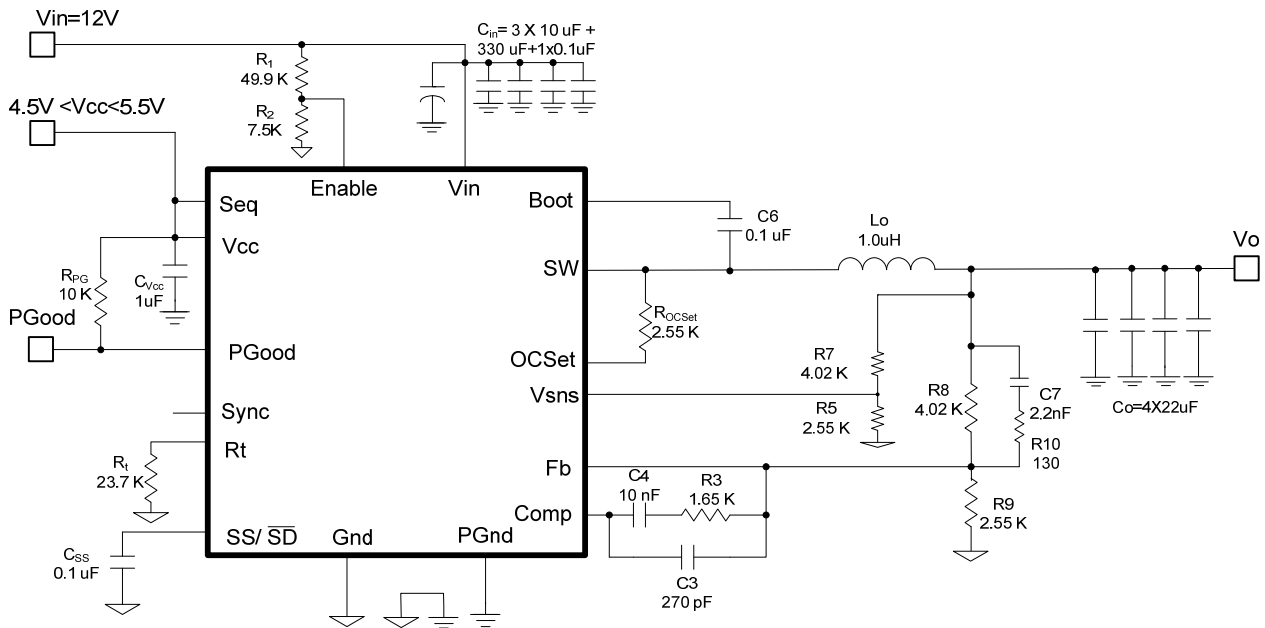 Vin=12V
Cin= 3 X 10 uF +
330 uF+1x0.1uF
R1
49.9 K
4.5V <Vcc<5.5V
R2
7.5K
Enable
Vin
Seq
Boot
C6
0.1 uF
Lo
1.0uH
Vo
Vcc
SW
RPG
10 K
CVcc
1uF
ROCSet
2.55 K
PGood
PGood
OCSet
R7
4.02 K
Vsns
R8
4.02 K
C7
2.2nF
Co=4X22uF
Sync
R5
2.55 K
R10
130
Rt
Rt
23.7 K
Fb
C4
10 nF
R3
1.65 K
Comp
R9
2.55 K
SS/ SD
Gnd
PGnd
CSS
0.1 uF
C3
270 pF